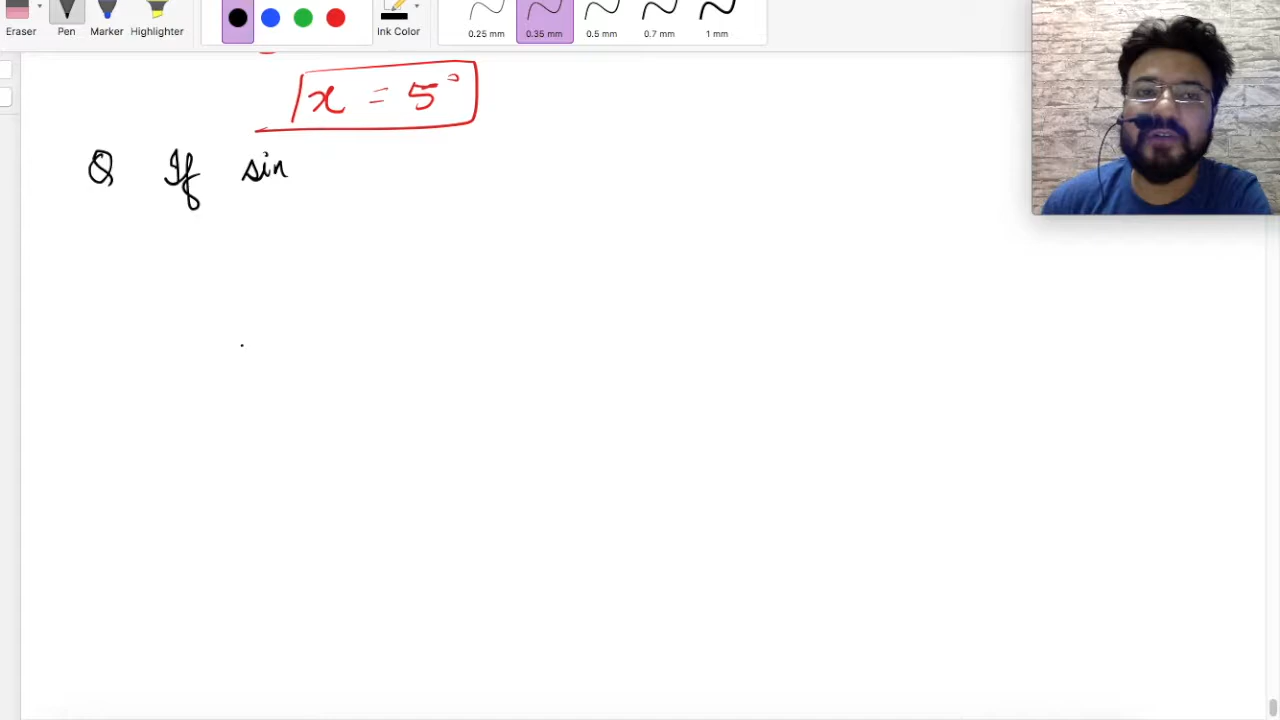 Eraser Pen Marker Highlighter Ink Color 0.25 mm 0.35 mm 0.5 mm 0.7 mm 1 mm
x = 5°
Q If sin